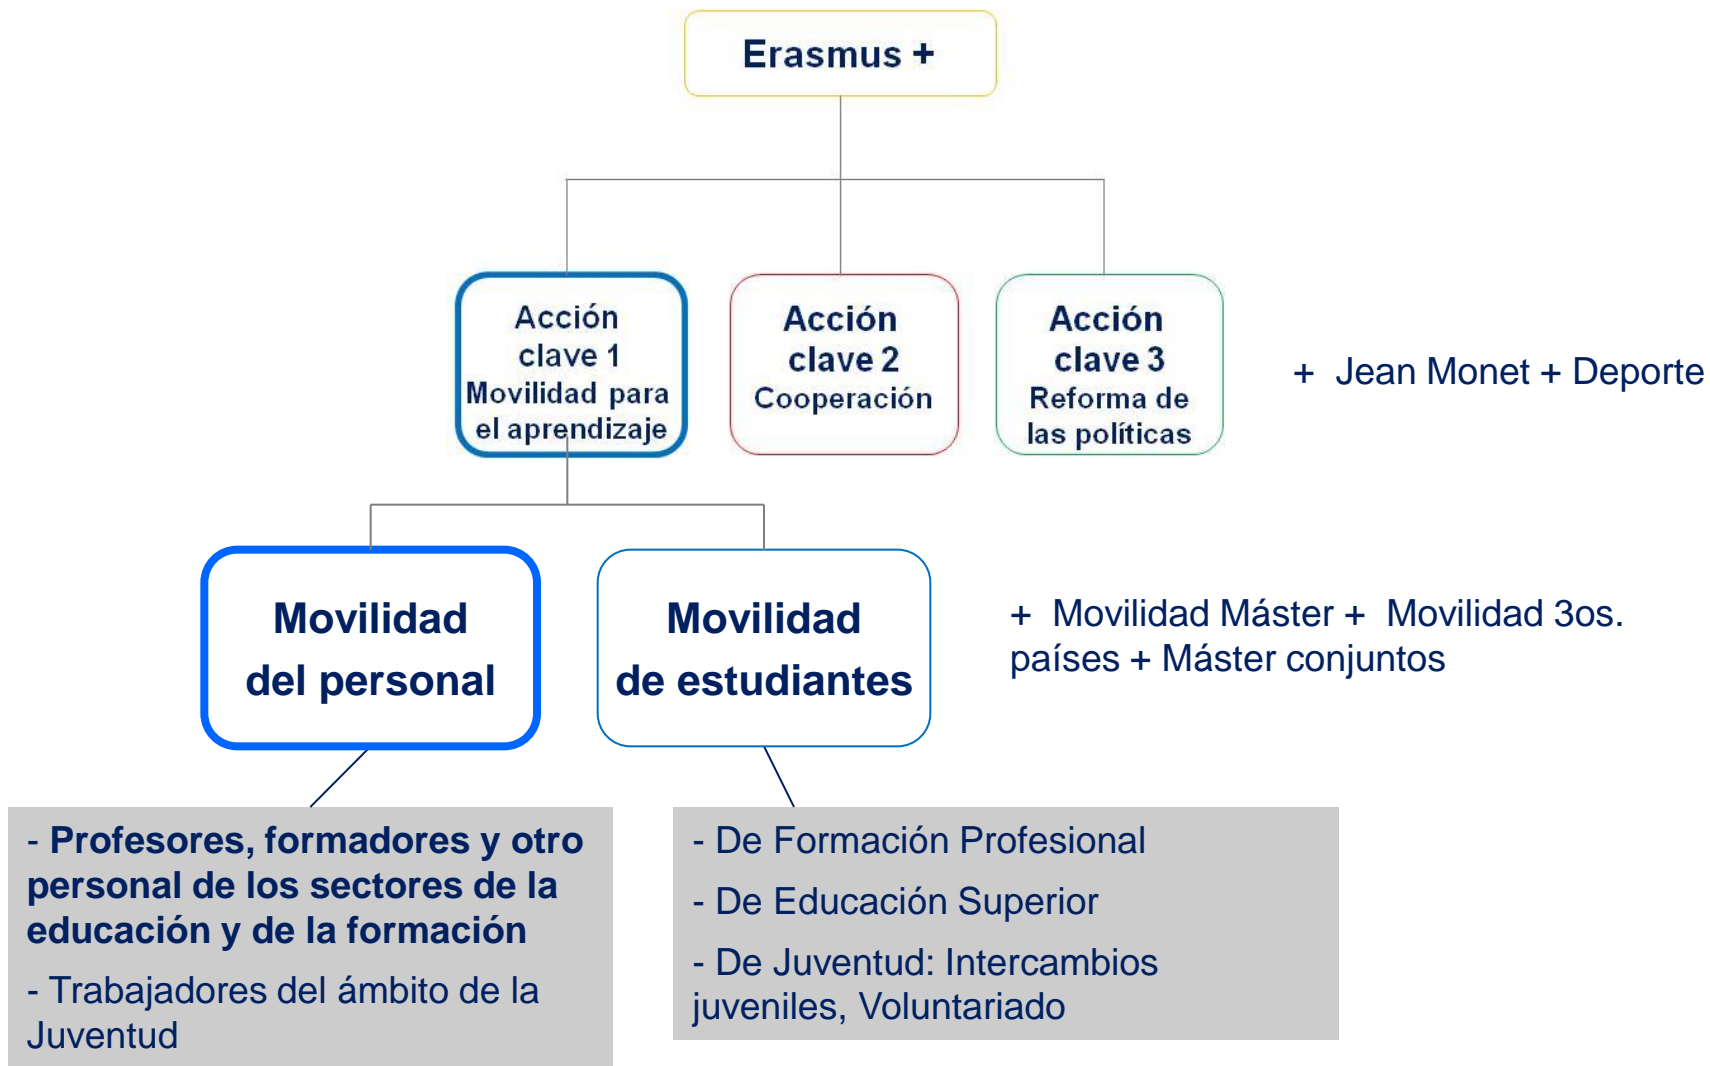 Erasmus +
Acción
clave 1
Movilidad para
el aprendizaje
Acción
clave 2
Cooperación
Acción
clave 3
Reforma de
las políticas
+ Jean Monet + Deporte
Movilidad
del personal
Movilidad
de estudiantes
+ Movilidad Máster + Movilidad 3os.
países + Máster conjuntos
- Profesores, formadores y otro
personal de los sectores de la
educación y de la formación
- Trabajadores del ámbito de la
Juventud
- De Formación Profesional
- De Educación Superior
- De Juventud: Intercambios
juveniles, Voluntariado